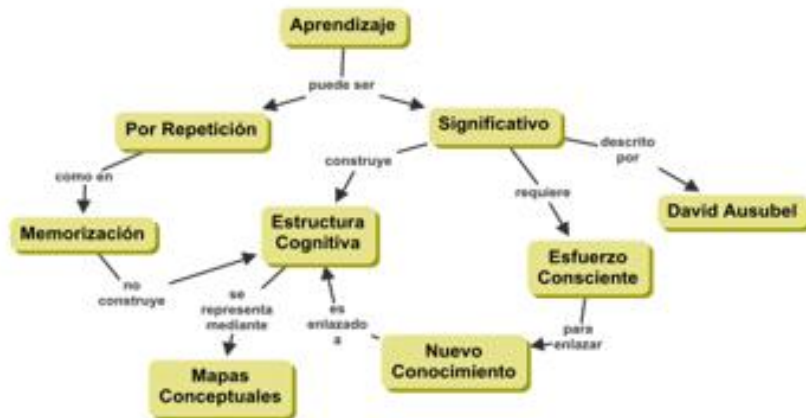 Aprendizaje
puede ser
Por Repetición
Significativo
descrito
por
construye
como en
requiere
David Ausubel
Estructura
Cognitiva
Memorización
Esfuerzo
Consciente
no
construye
se
representa
mediante
es
enlazado
a
para
enlazar
Nuevo
Conocimiento
Mapas
Conceptuales